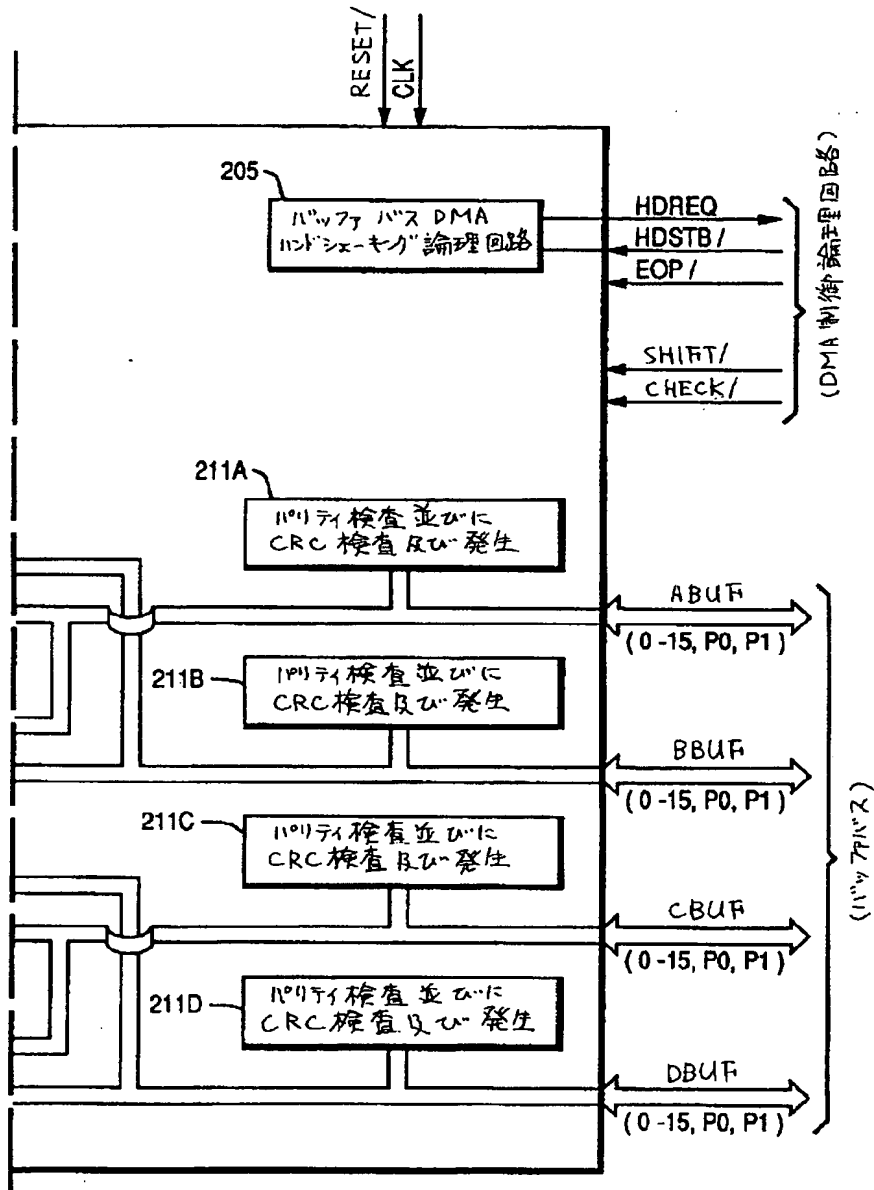 RESET/
CLK
205
バッファ バス DMA
ハンドシェーキング論理回路
HDREQ
HDSTB/
EOP/
SHIFT/
CHECK/
(DMA制御論理回路)
211A
パリティ検査並びに
CRC検査及び発生
ABUF
(0-15, P0, P1)
211B
パリティ検査並びに
CRC検査及び発生
BBUF
(0-15, P0, P1)
211C
パリティ検査並びに
CRC検査及び発生
CBUF
(0-15, P0, P1)
211D
パリティ検査並びに
CRC検査及び発生
DBUF
(0-15, P0, P1)
(バッファバス)